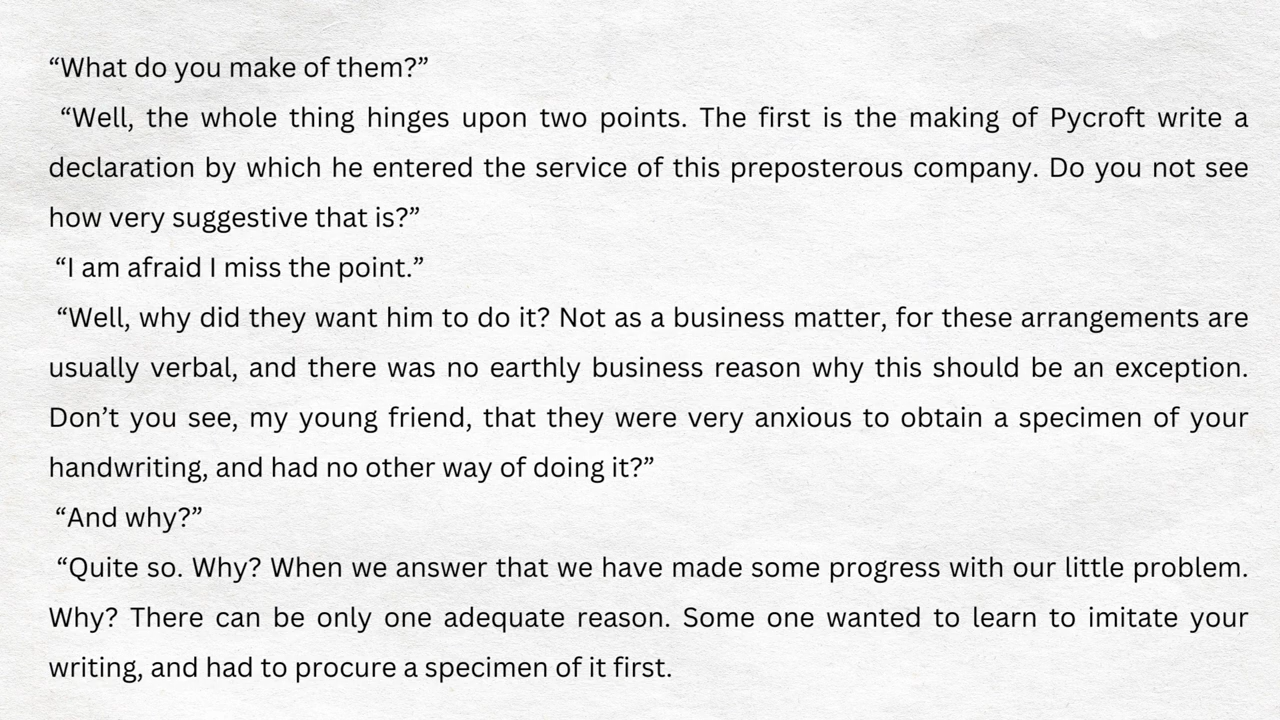 “What do you make of them?”
“Well, the whole thing hinges upon two points. The first is the making of Pycroft write a
declaration by which he entered the service of this preposterous company. Do you not see
how very suggestive that is?”
“I am afraid I miss the point.”
“Well, why did they want him to do it? Not as a business matter, for these arrangements are
usually verbal, and there was no earthly business reason why this should be an exception.
Don’t you see, my young friend, that they were very anxious to obtain a specimen of your
handwriting, and had no other way of doing it?”
“And why?”
“Quite so. Why? When we answer that we have made some progress with our little problem.
Why? There can be only one adequate reason. Some one wanted to learn to imitate your
writing, and had to procure a specimen of it first.